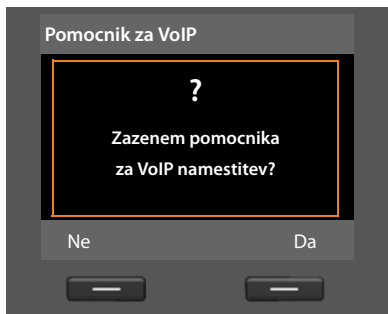 Pomocnik za VoIP
?
Zazenem pomocnika
za VoIP namestitev?
Ne Da